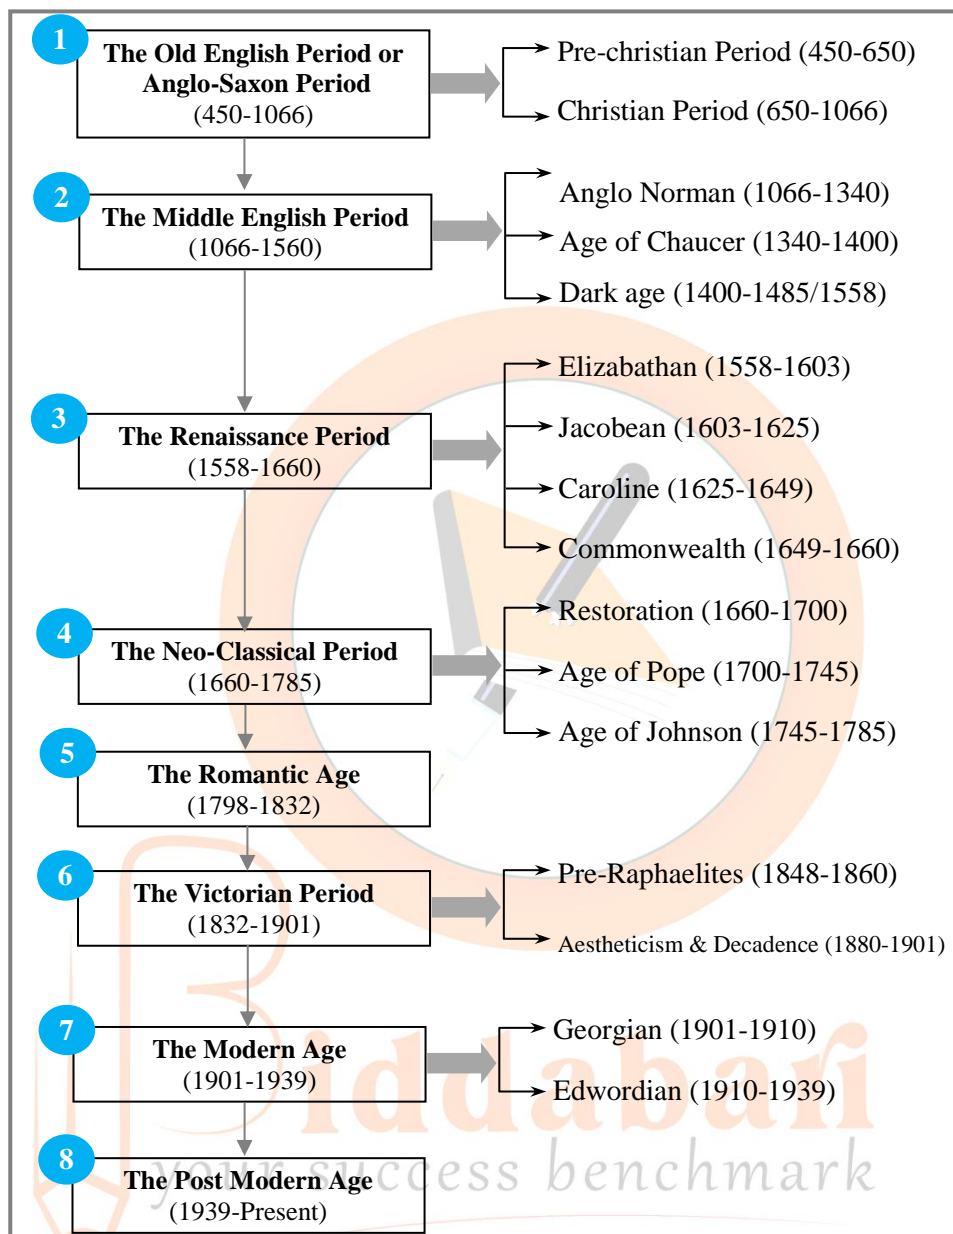 1
The Old English Period or
Anglo-Saxon Period
(450-1066)
Pre-christian Period (450-650)
Christian Period (650-1066)
2
The Middle English Period
(1066-1560)
Anglo Norman (1066-1340)
Age of Chaucer (1340-1400)
Dark age (1400-1485/1558)
3
The Renaissance Period
(1558-1660)
Elizabathan (1558-1603)
Jacobean (1603-1625)
Caroline (1625-1649)
Commonwealth (1649-1660)
4
The Neo-Classical Period
(1660-1785)
Restoration (1660-1700)
Age of Pope (1700-1745)
Age of Johnson (1745-1785)
5
The Romantic Age
(1798-1832)
6
The Victorian Period
(1832-1901)
Pre-Raphaelites (1848-1860)
Aestheticism & Decadence (1880-1901)
7
The Modern Age
(1901-1939)
Georgian (1901-1910)
Edwordian (1910-1939)
8
The Post Modern Age
(1939-Present)
Biddabari
your success benchmark